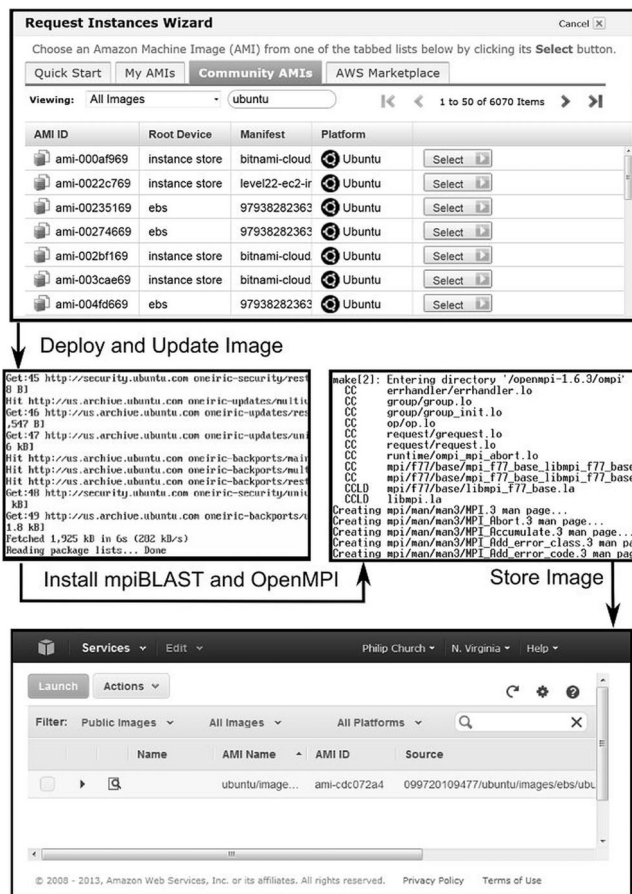 Request Instances Wizard
Cancel
Choose an Amazon Machine Image (AMI) from one of the tabbed lists below by clicking its Select button.
Quick Start My AMIs Community AMIs AWS Marketplace
Viewing: All Images ubuntu 1 to 50 of 6070 Items
AMI ID Root Device Manifest Platform
ami-000af969 instance store bitnami-cloud. Ubuntu Select
ami-0022c769 instance store level22-ec2-ir Ubuntu Select
ami-00235169 ebs 97938282363 Ubuntu Select
ami-00274669 ebs 97938282363 Ubuntu Select
ami-002bf169 instance store bitnami-cloud. Ubuntu Select
ami-003cae69 instance store bitnami-cloud. Ubuntu Select
ami-004fd669 ebs 97938282363 Ubuntu Select
Deploy and Update Image
Get:45 http://security.ubuntu.com oneiric-security/rest
8 B]
Hit http://us.archive.ubuntu.com oneiric-updates/multiu
Get:46 http://us.archive.ubuntu.com oneiric-updates/res
,547 B]
Get:47 http://us.archive.ubuntu.com oneiric-updates/uni
6 kB]
Hit http://us.archive.ubuntu.com oneiric-backports/main
Hit http://us.archive.ubuntu.com oneiric-backports/mult
Hit http://us.archive.ubuntu.com oneiric-backports/rest
Get:48 http://security.ubuntu.com oneiric-security/univ
kB]
Get:49 http://us.archive.ubuntu.com oneiric-backports/u
1.8 kB]
Fetched 1,925 kB in 6s (282 kB/s)
Reading package lists... Done
make[2]: Entering directory '/openmpi-1.6.3/ompi'
CC errhandler/errhandler.lo
CC group/group.lo
CC group/group_init.lo
CC op/op.lo
CC request/grequest.lo
CC request/request.lo
CC runtime/ompi_mpi_abort.lo
CC mpi/f77/base/mpi_f77_base_libmpi_f77_base
CC mpi/f77/base/mpi_f77_base_libmpi_f77_base
CCLD mpi/f77/base/libmpi_f77_base.la
CCLD libmpi.la
Creating mpi/man/man3/MPI.3 man page...
Creating mpi/man/man3/MPI_Abort.3 man page...
Creating mpi/man/man3/MPI_Accumulate.3 man page...
Creating mpi/man/man3/MPI_Add_error_class.3 man pa
Creating mpi/man/man3/MPI_Add_error_code.3 man pag
Install mpiBLAST and OpenMPI
Store Image
Services Edit Philip Church N. Virginia Help
Launch Actions
Filter: Public Images All Images All Platforms
Name AMI Name AMI ID Source
ubuntu/image... ami-cdc072a4 099720109477/ubuntu/images/ebs/ubu
© 2008 - 2013, Amazon Web Services, Inc. or its affiliates. All rights reserved. Privacy Policy Terms of Use